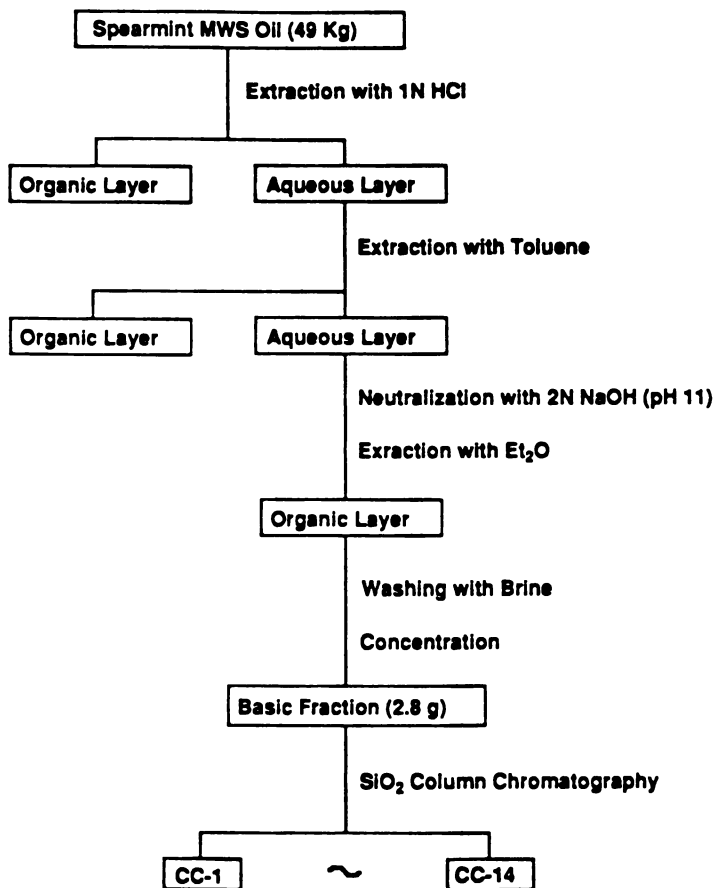 Spearmint MWS Oil (49 Kg)
Extraction with 1N HCl
Organic Layer
Aqueous Layer
Extraction with Toluene
Organic Layer
Aqueous Layer
Neutralization with 2N NaOH (pH 11)
Exraction with Et₂O
Organic Layer
Washing with Brine
Concentration
Basic Fraction (2.8 g)
SiO₂ Column Chromatography
CC-1 ~ CC-14